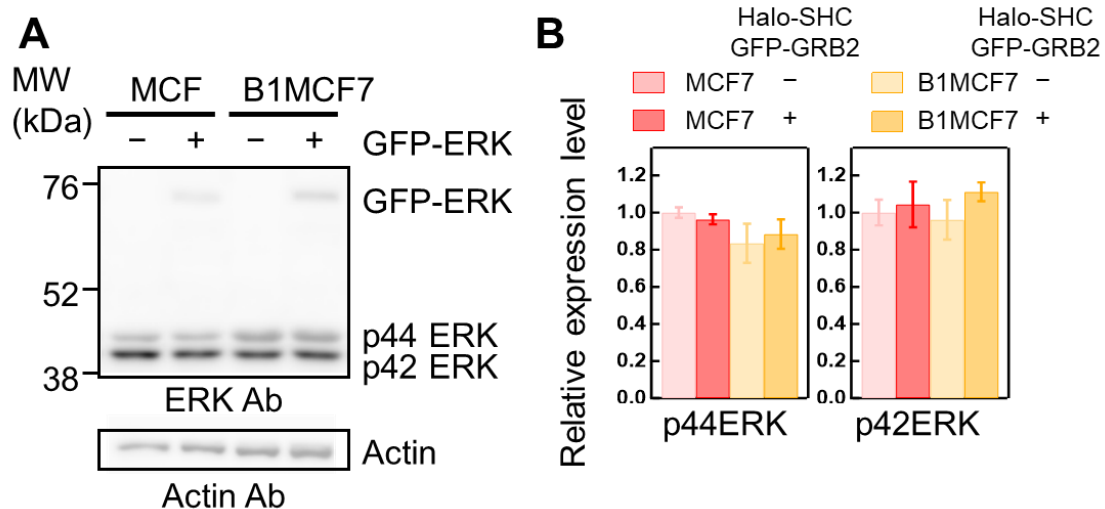 A
MW
(kDa)
MCF B1MCF7
− + − + GFP-ERK
76
GFP-ERK
52
p44 ERK
p42 ERK
38
ERK Ab
Actin
Actin Ab
B
Halo-SHC Halo-SHC
GFP-GRB2 GFP-GRB2
MCF7 − B1MCF7 −
MCF7 + B1MCF7 +
Relative expression level
1.2 1.2
1.0 1.0
0.8 0.8
0.6 0.6
0.4 0.4
0.2 0.2
0.0 0.0
p44ERK p42ERK